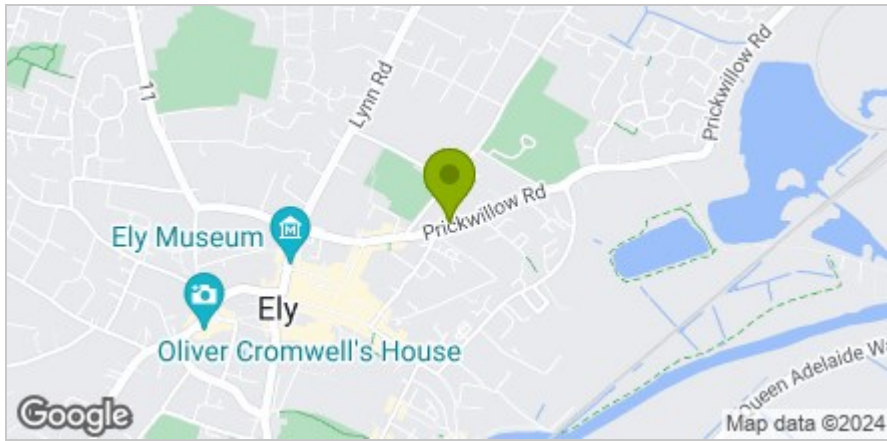 Prickwillow Rd
11
Lynn Rd
Prickwillow Rd
Ely Museum
M
Ely
Oliver Cromwell's House
Queen Adelaide Wa
Google
Map data ©2024